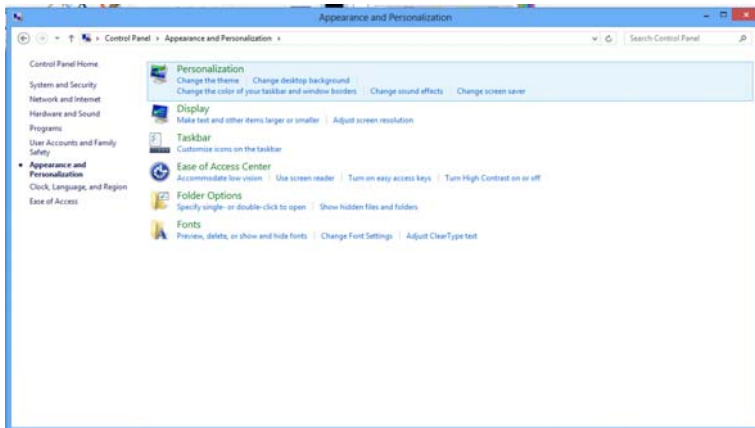 Appearance and Personalization
Control Panel Appearance and Personalization
Search Control Panel
Control Panel Home
System and Security
Network and Internet
Hardware and Sound
Programs
User Accounts and Family
Safety
Appearance and
Personalization
Clock, Language, and Region
Ease of Access
Personalization
Change the theme Change desktop background
Change the color of your taskbar and window borders Change sound effects Change screen saver
Display
Make text and other items larger or smaller Adjust screen resolution
Taskbar
Customize icons on the taskbar
Ease of Access Center
Accommodate low vision Use screen reader Turn on easy access keys Turn High Contrast on or off
Folder Options
Specify single- or double-click to open Show hidden files and folders
Fonts
Preview, delete, or show and hide fonts Change Font Settings Adjust ClearType text